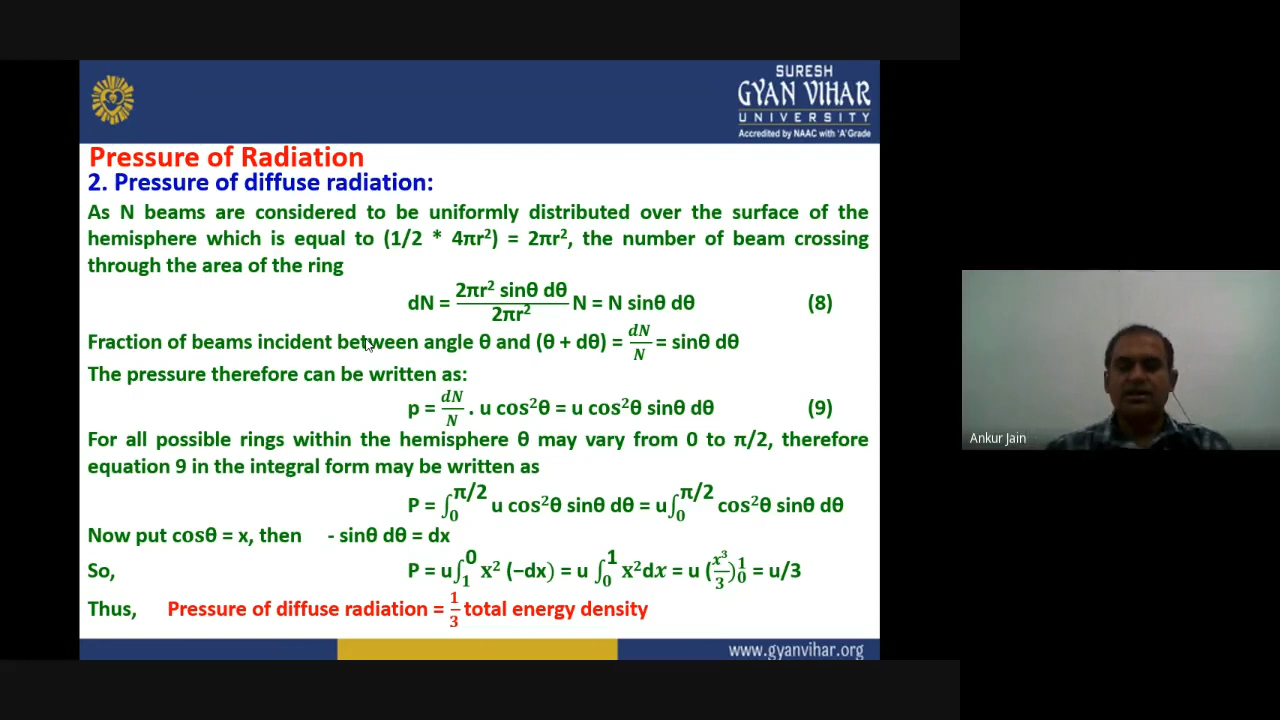 SURESH
GYAN VIHAR
UNIVERSITY
Accredited by NAAC with 'A' Grade
Pressure of Radiation
2. Pressure of diffuse radiation:
As N beams are considered to be uniformly distributed over the surface of the
hemisphere which is equal to (1/2 * 4πr²) = 2πr², the number of beam crossing
through the area of the ring
dN = 2πr² sinθ dθ / 2πr² N = N sinθ dθ (8)
Fraction of beams incident between angle θ and (θ + dθ) = dN/N = sinθ dθ
The pressure therefore can be written as:
p = dN/N . u cos²θ = u cos²θ sinθ dθ (9)
For all possible rings within the hemisphere θ may vary from 0 to π/2, therefore
equation 9 in the integral form may be written as
P = ∫₀^π/2 u cos²θ sinθ dθ = u∫₀^π/2 cos²θ sinθ dθ
Now put cosθ = x, then - sinθ dθ = dx
So, P = u∫₁⁰ x² (−dx) = u ∫₀¹ x²dx = u (x³/3)₀¹ = u/3
Thus, Pressure of diffuse radiation = 1/3 total energy density
www.gyanvihar.org
Ankur Jain